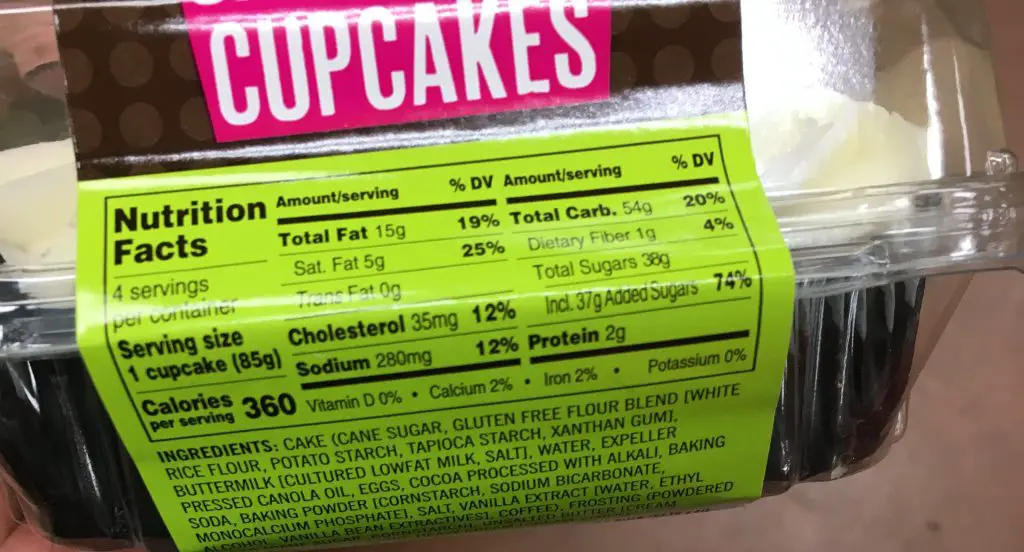 CUPCAKES
Nutrition
Facts
4 servings
per container
Serving size
1 cupcake (85g)
Calories
per serving 360
Amount/serving % DV
Total Fat 15g 19%
Sat. Fat 5g 25%
Trans Fat 0g
Cholesterol 35mg 12%
Sodium 280mg 12%
Amount/serving % DV
Total Carb. 54g 20%
Dietary Fiber 1g 4%
Total Sugars 38g
Incl. 37g Added Sugars 74%
Protein 2g
Vitamin D 0% • Calcium 2% • Iron 2% • Potassium 0%
INGREDIENTS: CAKE (CANE SUGAR, GLUTEN FREE FLOUR BLEND [WHITE
RICE FLOUR, POTATO STARCH, TAPIOCA STARCH, XANTHAN GUM],
BUTTERMILK [CULTURED LOWFAT MILK, SALT], WATER, EXPELLER
PRESSED CANOLA OIL, EGGS, COCOA PROCESSED WITH ALKALI, BAKING
SODA, BAKING POWDER [CORNSTARCH, SODIUM BICARBONATE,
MONOCALCIUM PHOSPHATE], SALT, VANILLA EXTRACT [WATER, ETHYL
ALCOHOL, VANILLA BEAN EXTRACTIVES], COFFEE), FROSTING (POWDERED
UNSALTED BUTTER [CREAM